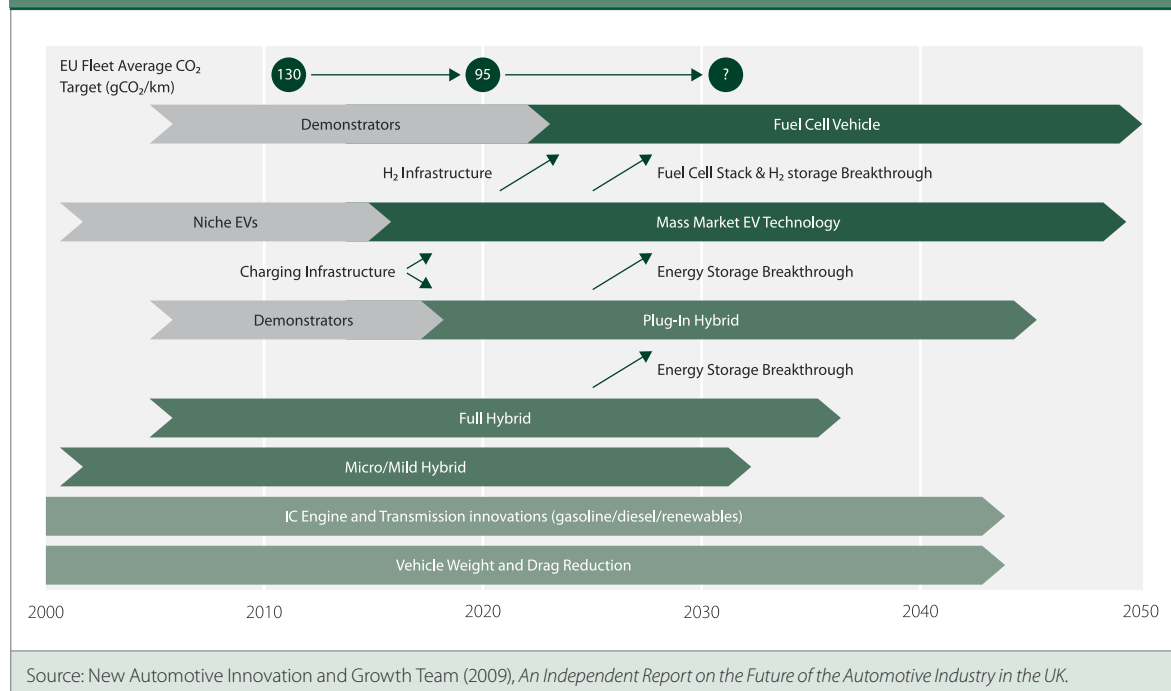 EU Fleet Average CO₂
Target (gCO₂/km)
130
95
?
Demonstrators
Fuel Cell Vehicle
H₂ Infrastructure
Fuel Cell Stack & H₂ storage Breakthrough
Niche EVs
Mass Market EV Technology
Charging Infrastructure
Energy Storage Breakthrough
Demonstrators
Plug-In Hybrid
Energy Storage Breakthrough
Full Hybrid
Micro/Mild Hybrid
IC Engine and Transmission innovations (gasoline/diesel/renewables)
Vehicle Weight and Drag Reduction
2000
2010
2020
2030
2040
2050
Source: New Automotive Innovation and Growth Team (2009), An Independent Report on the Future of the Automotive Industry in the UK.